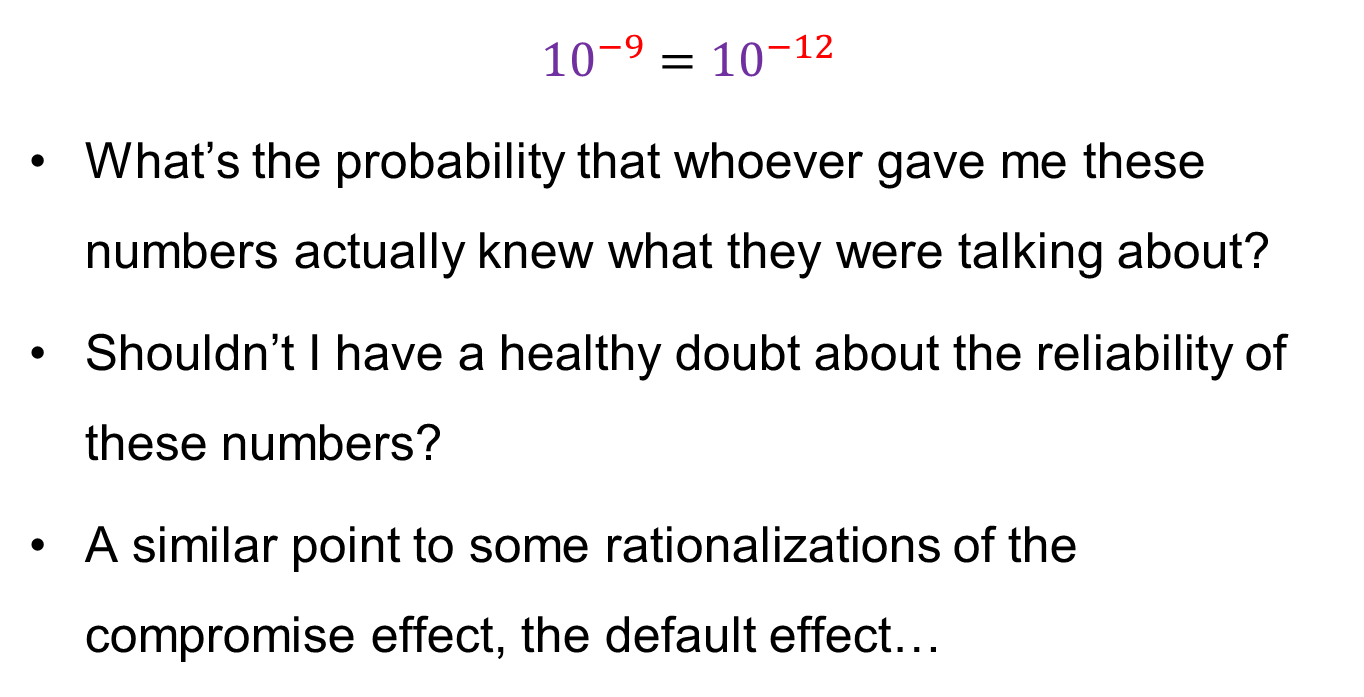 10⁻⁹ = 10⁻¹²
• What’s the probability that whoever gave me these
numbers actually knew what they were talking about?
• Shouldn’t I have a healthy doubt about the reliability of
these numbers?
• A similar point to some rationalizations of the
compromise effect, the default effect…